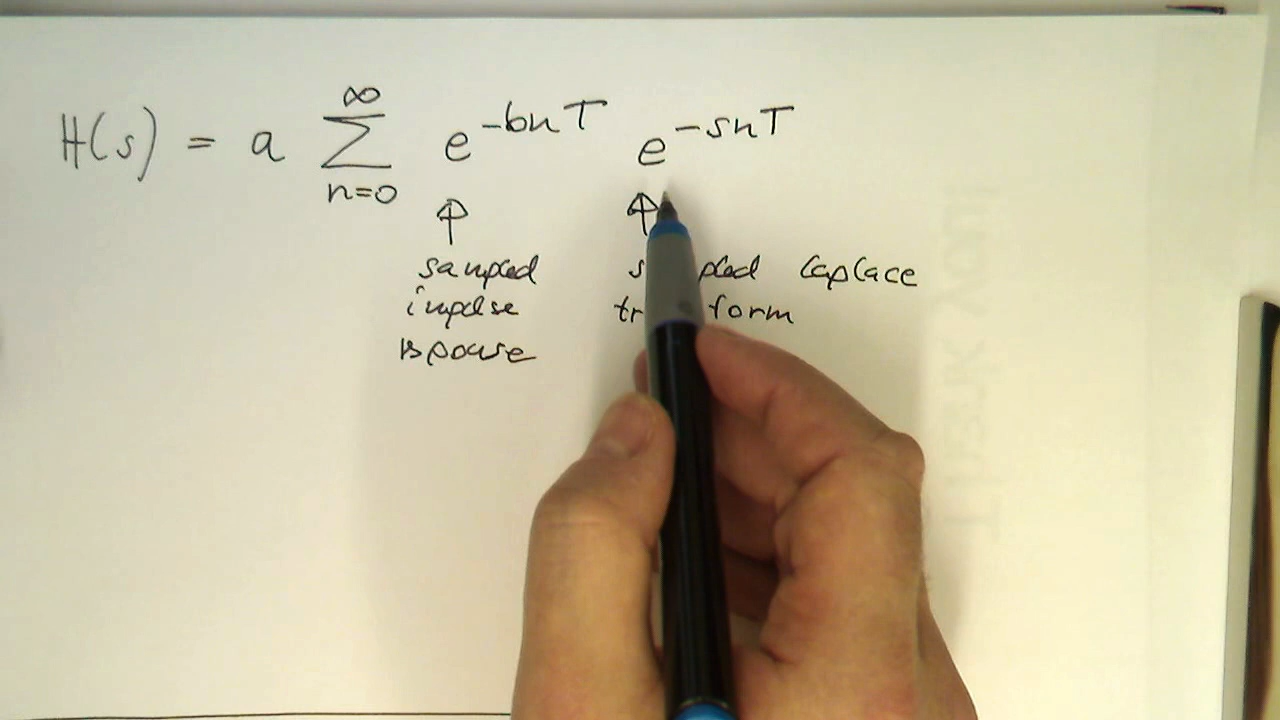 H(s) = a ∞ Σ n=0 e^{-bnT} e^{-snT}
↑ ↑
sampled Laplace
impulse form
response